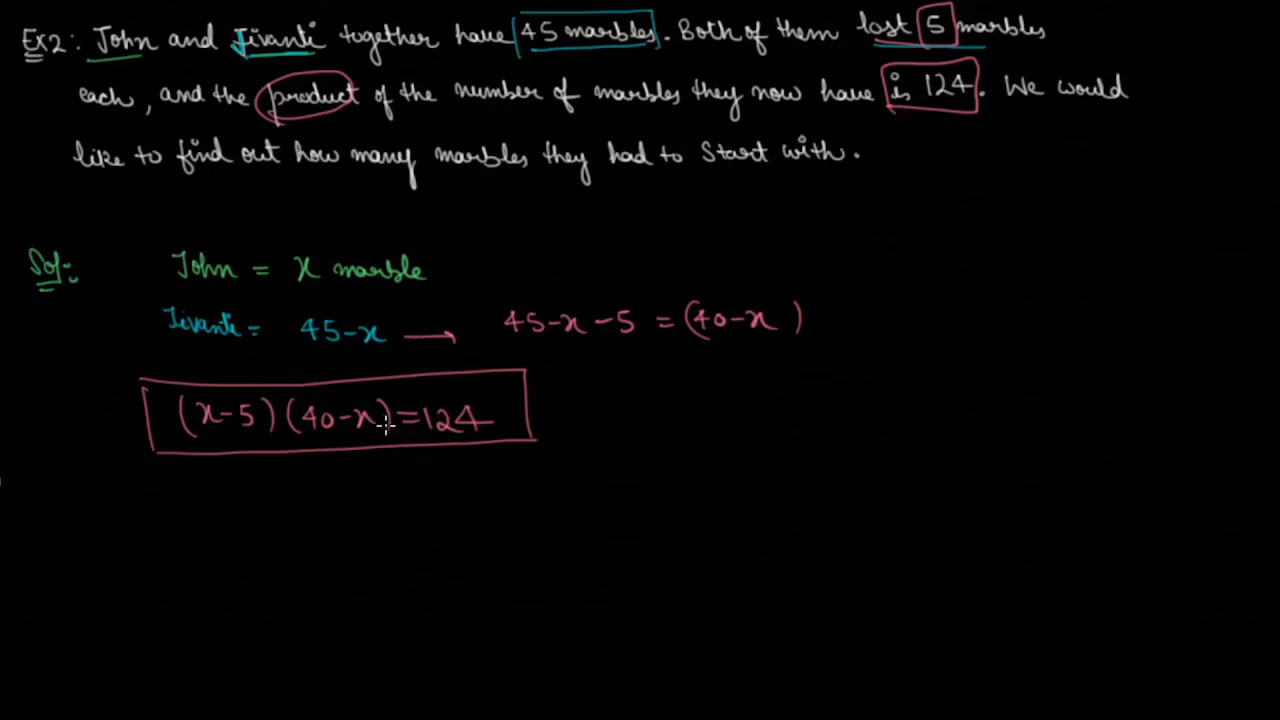 Ex2: John and Jivanti together have 45 marbles. Both of them lost 5 marbles
each, and the product of the number of marbles they now have is 124. We would
like to find out how many marbles they had to start with.
Sol:
John = x marble
Jivante = 45-x → 45-x-5 = (40-x)
(x-5)(40-x)=124